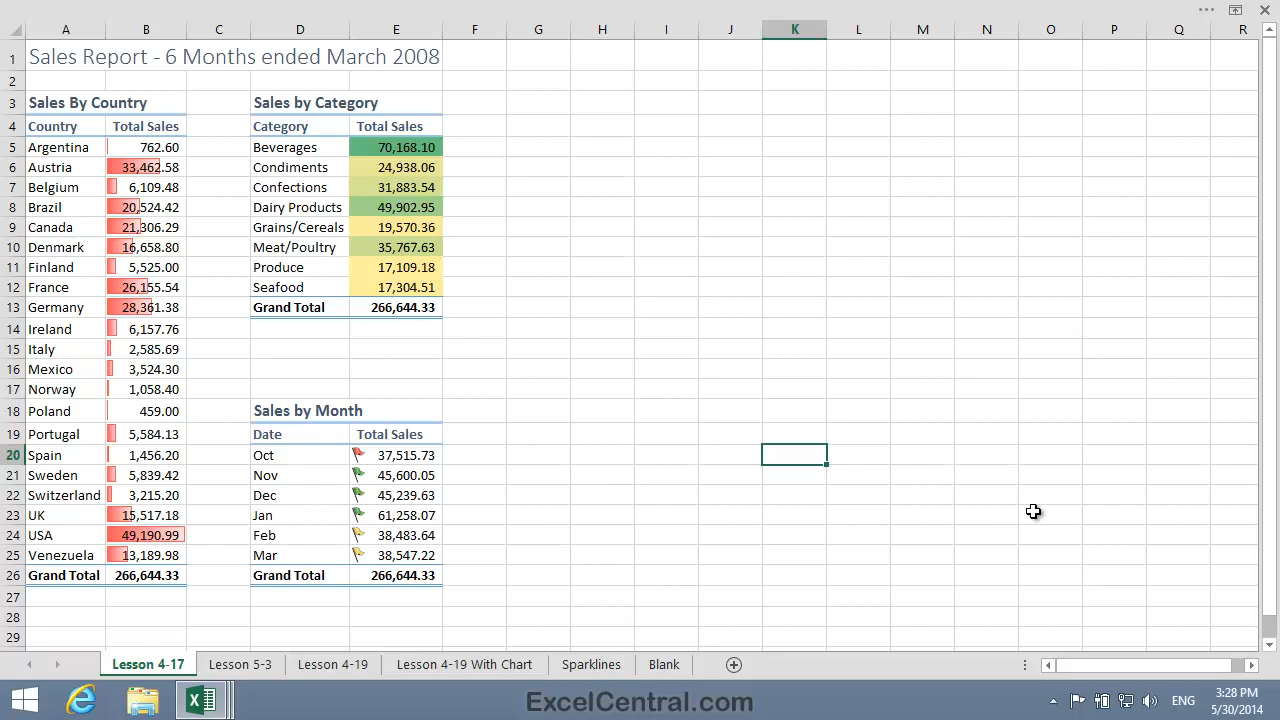 A B C D E F G H I J K L M N O P Q R
1 Sales Report - 6 Months ended March 2008
2
3 Sales By Country Sales by Category
4 Country Total Sales Category Total Sales
5 Argentina 762.60 Beverages 70,168.10
6 Austria 33,462.58 Condiments 24,938.06
7 Belgium 6,109.48 Confections 31,883.54
8 Brazil 20,524.42 Dairy Products 49,902.95
9 Canada 21,306.29 Grains/Cereals 19,570.36
10 Denmark 16,658.80 Meat/Poultry 35,767.63
11 Finland 5,525.00 Produce 17,109.18
12 France 26,155.54 Seafood 17,304.51
13 Germany 28,361.38 Grand Total 266,644.33
14 Ireland 6,157.76
15 Italy 2,585.69
16 Mexico 3,524.30
17 Norway 1,058.40
18 Poland 459.00 Sales by Month
19 Portugal 5,584.13 Date Total Sales
20 Spain 1,456.20 Oct 37,515.73
21 Sweden 5,839.42 Nov 45,600.05
22 Switzerland 3,215.20 Dec 45,239.63
23 UK 15,517.18 Jan 61,258.07
24 USA 49,190.99 Feb 38,483.64
25 Venezuela 13,189.98 Mar 38,547.22
26 Grand Total 266,644.33 Grand Total 266,644.33
27
28
29
Lesson 4-17 Lesson 5-3 Lesson 4-19 Lesson 4-19 With Chart Sparklines Blank
ExcelCentral.com ENG 3:28 PM
5/30/2014